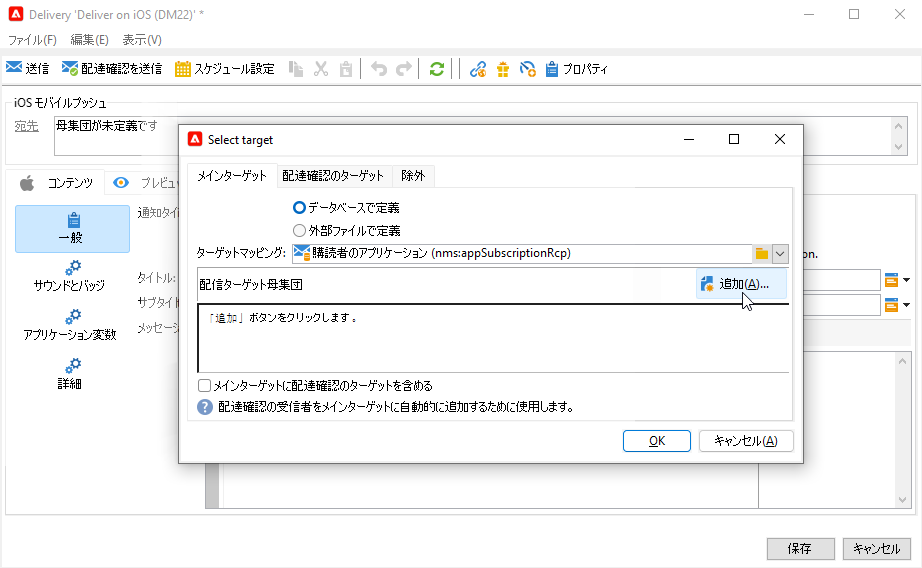 Delivery 'Deliver on iOS (DM22)' *
ファイル(F) 編集(E) 表示(V)
送信 配達確認を送信 スケジュール設定 プロパティ
iOS モバイルプッシュ
宛先 母集団が未定義です
Select target
コンテンツ プレビュ
メインターゲット 配達確認のターゲット 除外
一般
通知タイ
データベースで定義
外部ファイルで定義
ターゲットマッピング: 購読者のアプリケーション (nms:appSubscriptionRcp)
on.
サウンドとバッジ
タイトル:
配信ターゲット母集団 追加(A)...
サブタイト
「追加」ボタンをクリックします。
アプリケーション変数
メッセージ
詳細
メインターゲットに配達確認のターゲットを含める
配達確認の受信者をメインターゲットに自動的に追加するために使用します。
OK キャンセル(A)
保存 キャンセル